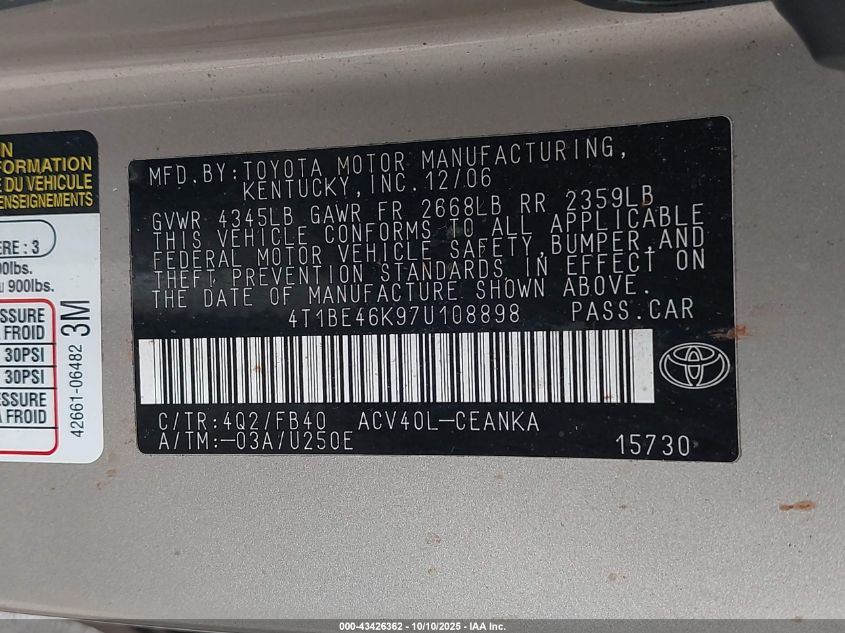 N
FORMATION
DU VÉHICULE
ENSEIGNEMENTS
ERE : 3
900lbs.
SSURE
FROID
30PSI
30PSI
SSURE
FROID
42661-06482
3M
MFD.BY:TOYOTA MOTOR MANUFACTURING,
KENTUCKY,INC.12/06
GVWR 4345LB GAWR FR 2668LB RR 2359LB
THIS VEHICLE CONFORMS TO ALL APPLICABLE
FEDERAL MOTOR VEHICLE SAFETY,BUMPER,AND
THEFT PREVENTION STANDARDS IN EFFECT ON
THE DATE OF MANUFACTURE SHOWN ABOVE.
4T1BE46K97U108898 PASS.CAR
C/TR:4Q2/FB40 ACV40L-CEANKA
A/TM:-03A/U250E 15730
000-43426362 - 10/10/2025 - IAA Inc.